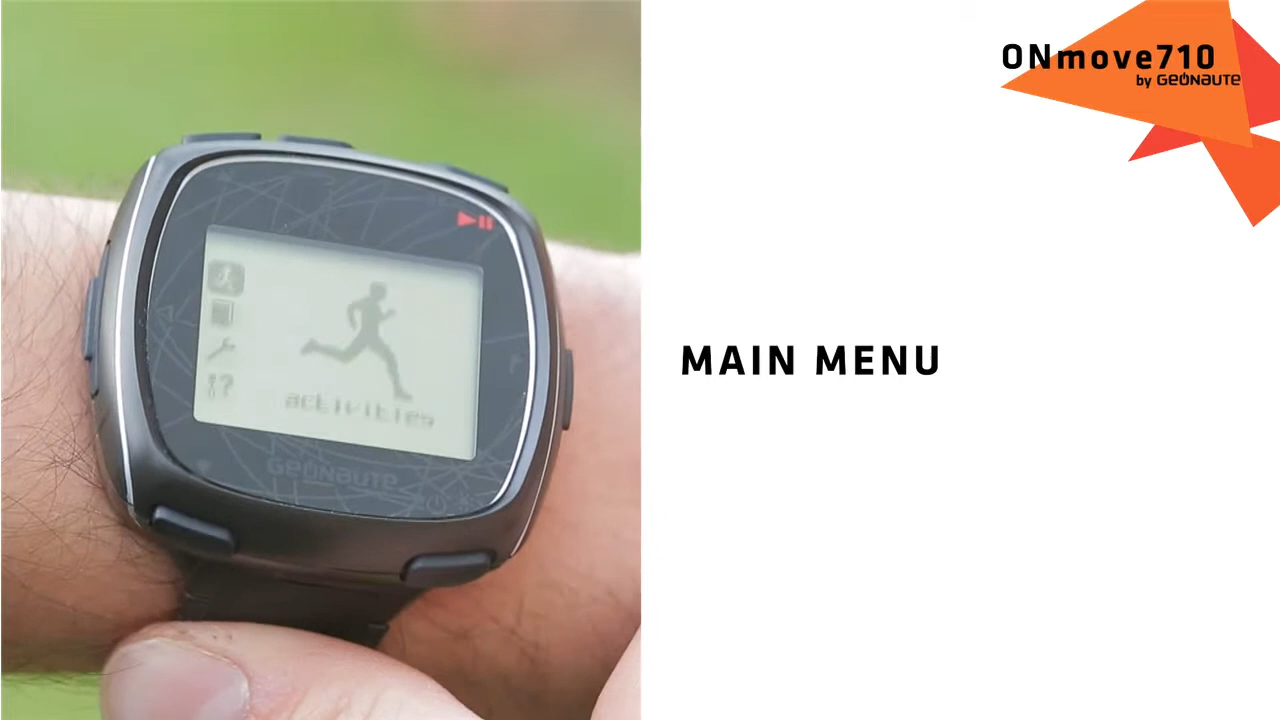 ONmove710
by GEONAUTE
MAIN MENU
activities
GEONAUTE